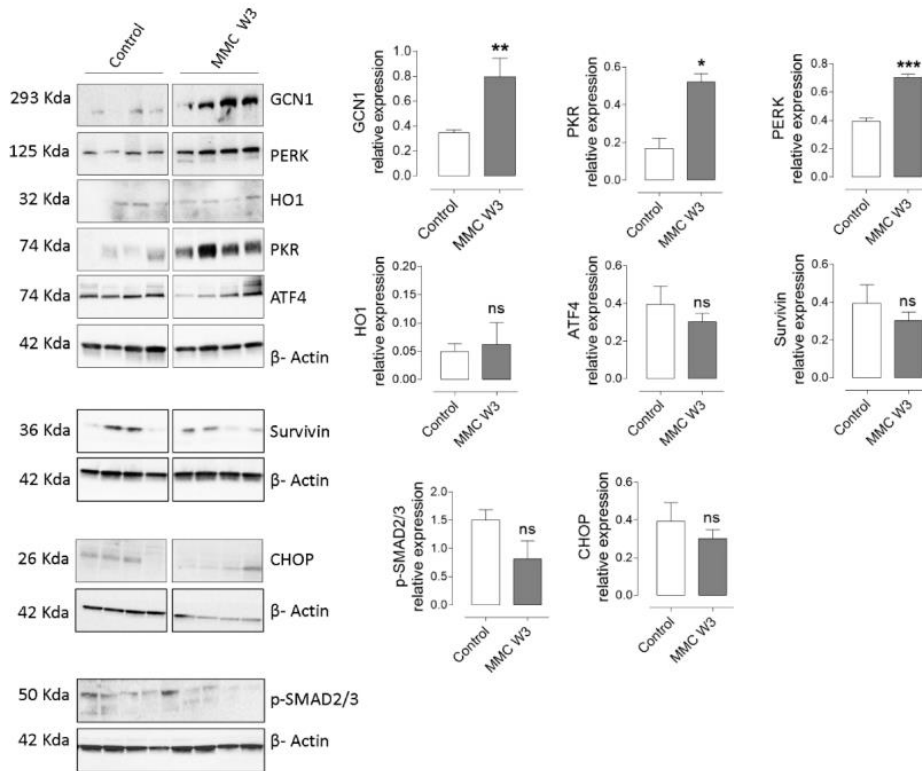 Control
MMC W3
293 Kda
GCN1
125 Kda
PERK
32 Kda
HO1
74 Kda
PKR
74 Kda
ATF4
42 Kda
β- Actin
36 Kda
Survivin
42 Kda
β- Actin
26 Kda
CHOP
42 Kda
β- Actin
50 Kda
p-SMAD2/3
42 Kda
β- Actin
GCN1
relative expression
1.0
0.8
0.6
0.4
0.2
0.0
**
Control
MMC W3
PKR
relative expression
0.6
0.4
0.2
0.0
*
Control
MMC W3
PERK
relative expression
0.8
0.6
0.4
0.2
0.0
***
Control
MMC W3
HO1
relative expression
0.20
0.15
0.10
0.05
0.00
ns
Control
MMC W3
ATF4
relative expression
0.6
0.4
0.2
0.0
ns
Control
MMC W3
Survivin
relative expression
0.6
0.4
0.2
0.0
ns
Control
MMC W3
p-SMAD2/3
relative expression
2.0
1.5
1.0
0.5
0.0
ns
Control
MMC W3
CHOP
relative expression
0.6
0.4
0.2
0.0
ns
Control
MMC W3